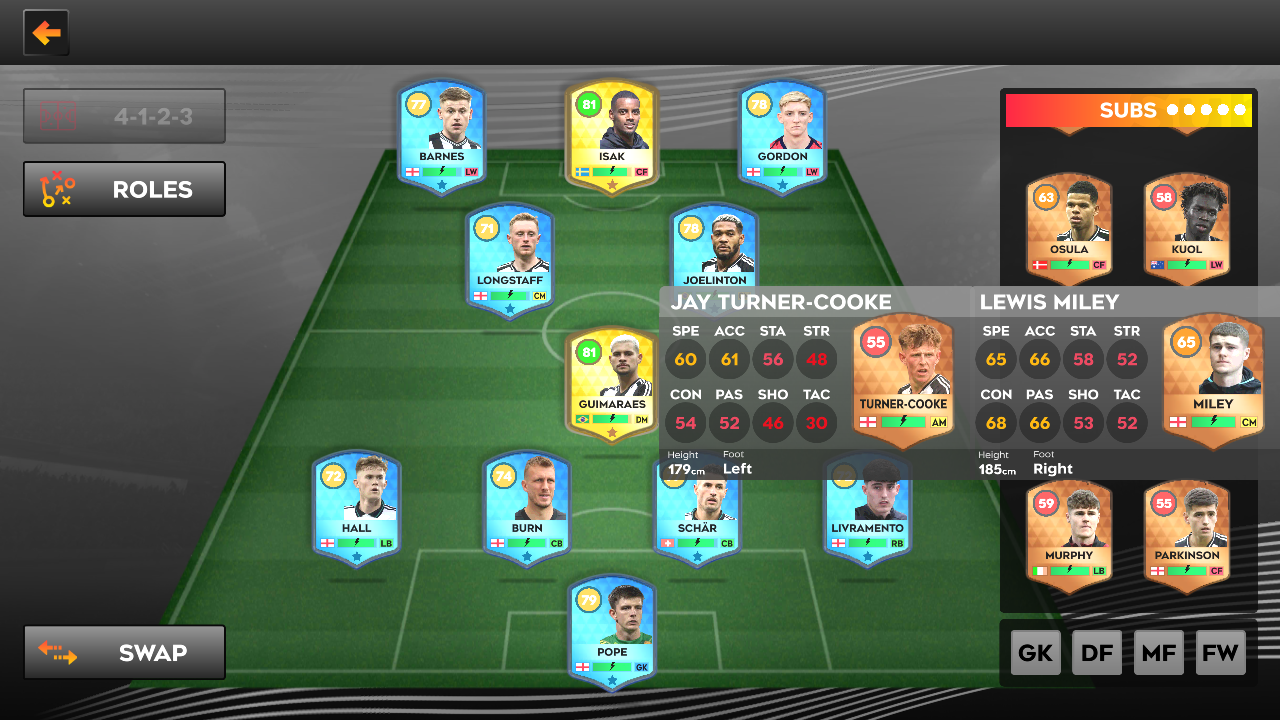 4-1-2-3
ROLES
SWAP
77
BARNES
LW
81
ISAK
CF
78
GORDON
LW
71
LONGSTAFF
CM
78
JOELINTON
81
GUIMARAES
DM
72
HALL
LB
74
BURN
CB
SCHÄR
CB
LIVRAMENTO
RB
79
POPE
GK
SUBS
63
OSULA
CF
58
KUOL
LW
JAY TURNER-COOKE
SPE ACC STA STR
60 61 56 48
CON PAS SHO TAC
54 52 46 30
Height Foot
179cm Left
55
TURNER-COOKE
AM
LEWIS MILEY
SPE ACC STA STR
65 66 58 52
CON PAS SHO TAC
68 66 53 52
Height Foot
185cm Right
65
MILEY
CM
59
MURPHY
LB
55
PARKINSON
CF
GK DF MF FW